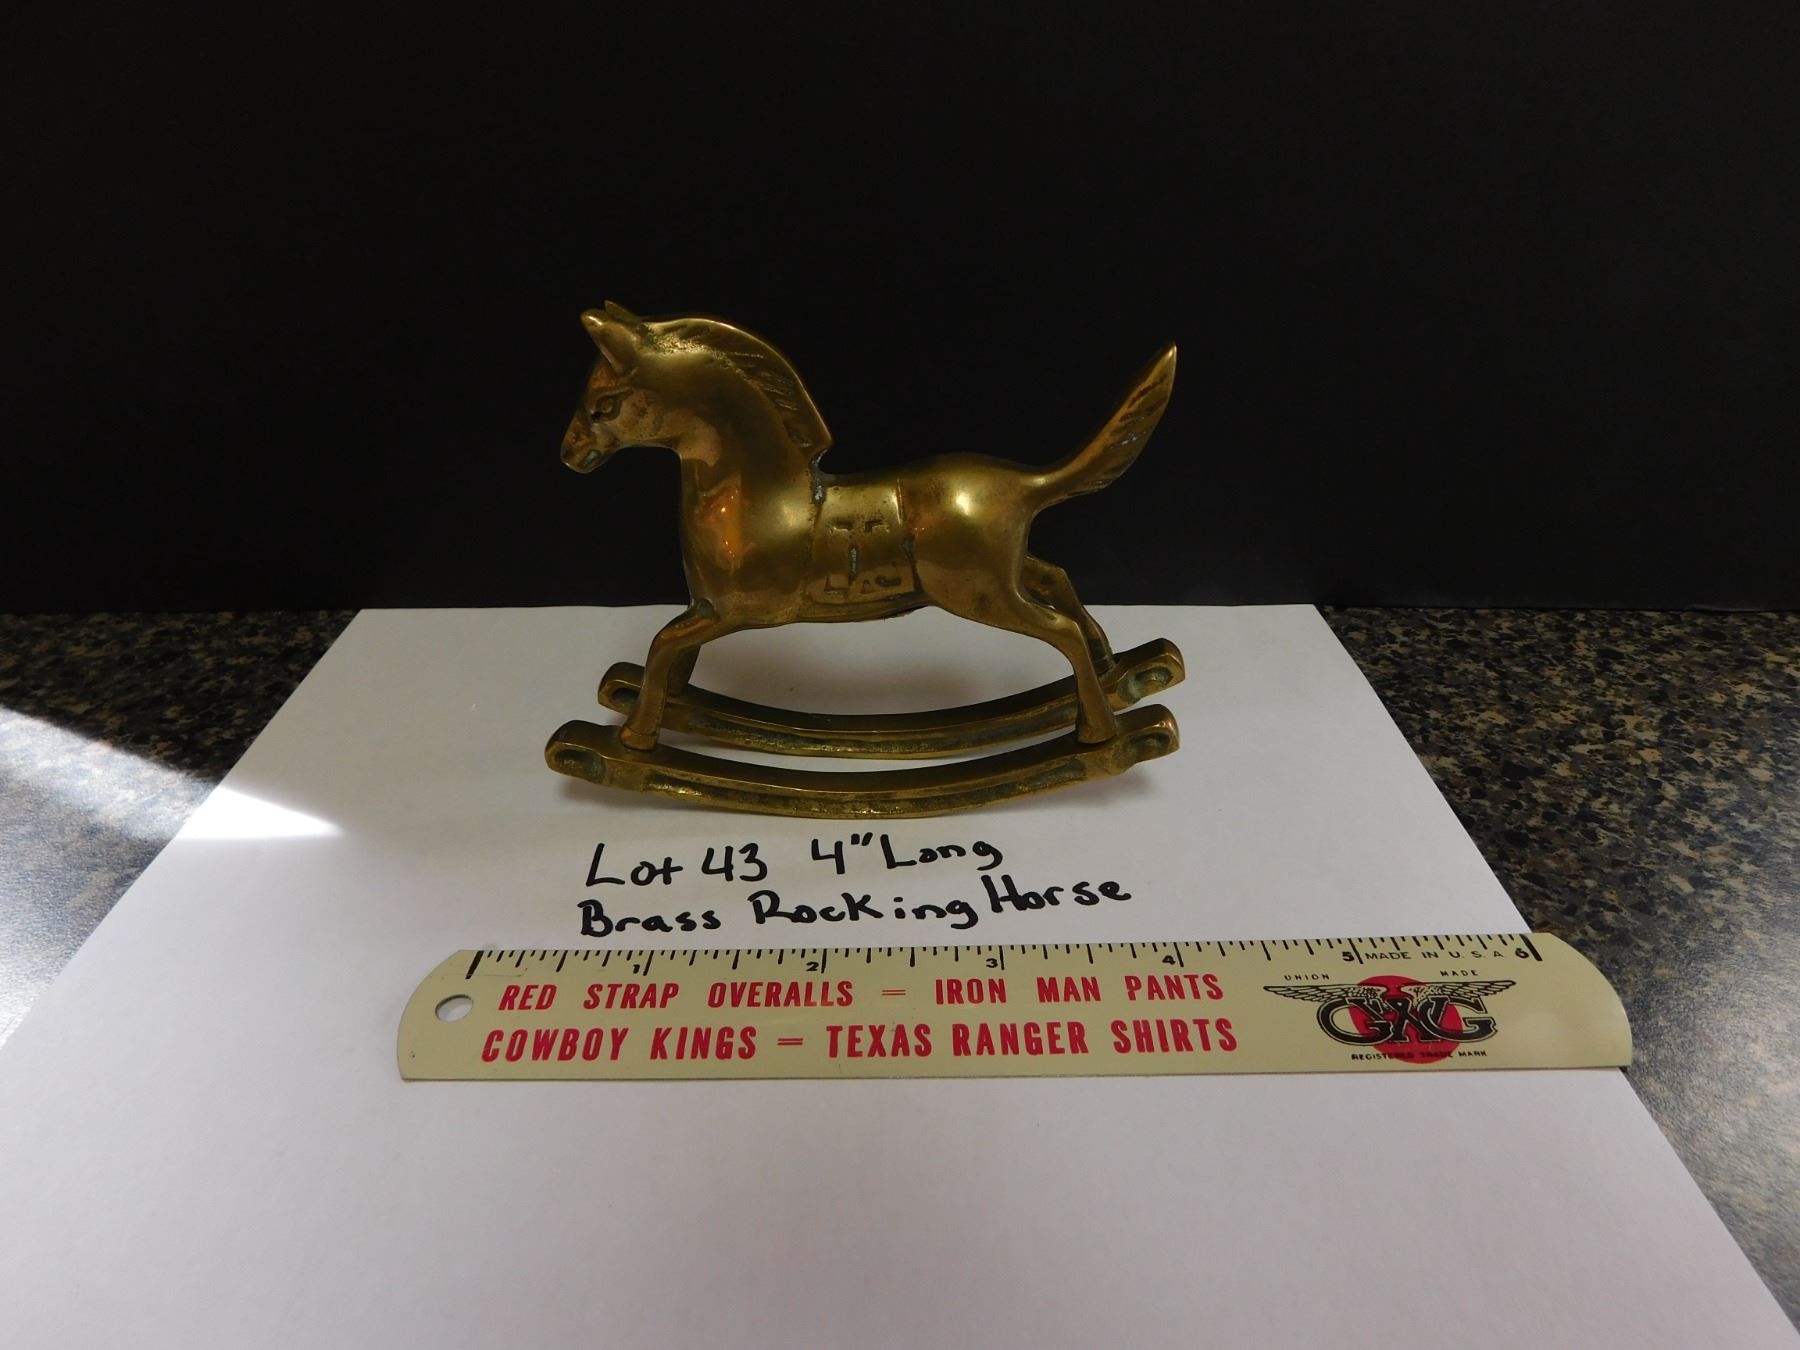 Lot 43 4" Long
Brass Rocking Horse
1 2 3 4 5 MADE IN U.S.A. 6
RED STRAP OVERALLS = IRON MAN PANTS
COWBOY KINGS = TEXAS RANGER SHIRTS
UNION MADE
G&G
REGISTERED TRADE MARK